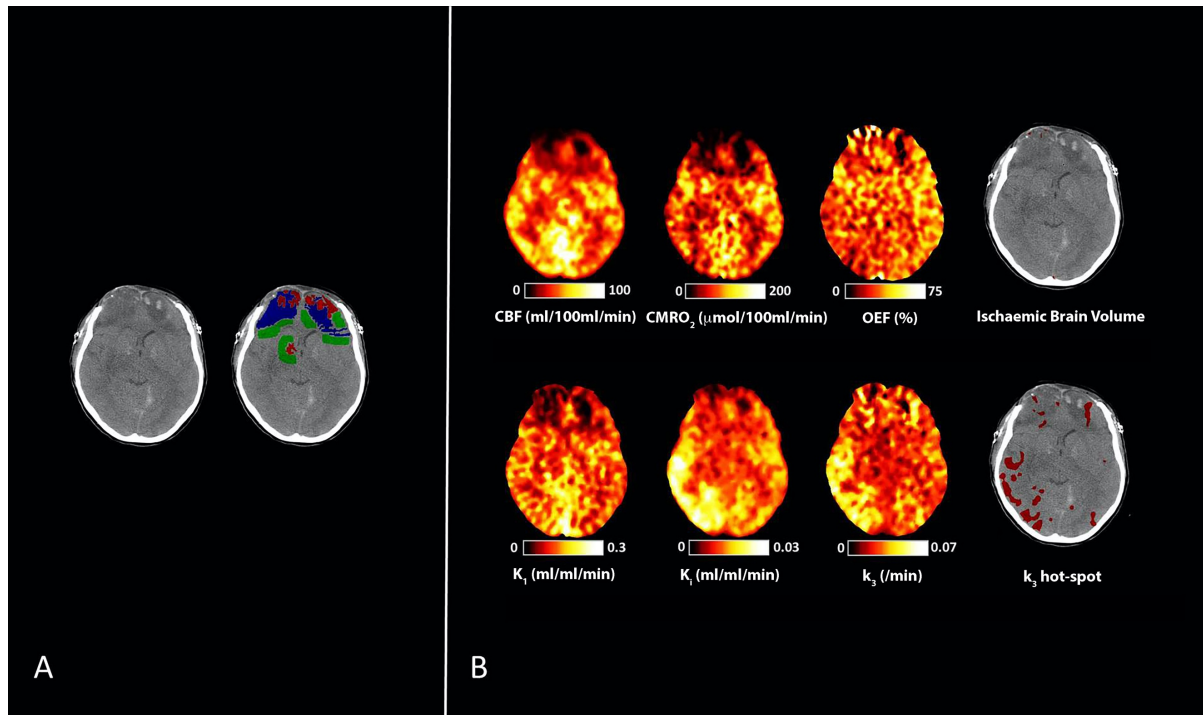 0 100
CBF (ml/100ml/min)
0 200
CMRO₂ (μmol/100ml/min)
0 75
OEF (%)
Ischaemic Brain Volume
0 0.3
K₁ (ml/ml/min)
0 0.03
Kᵢ (ml/ml/min)
0 0.07
k₃ (/min)
k₃ hot-spot
A
B